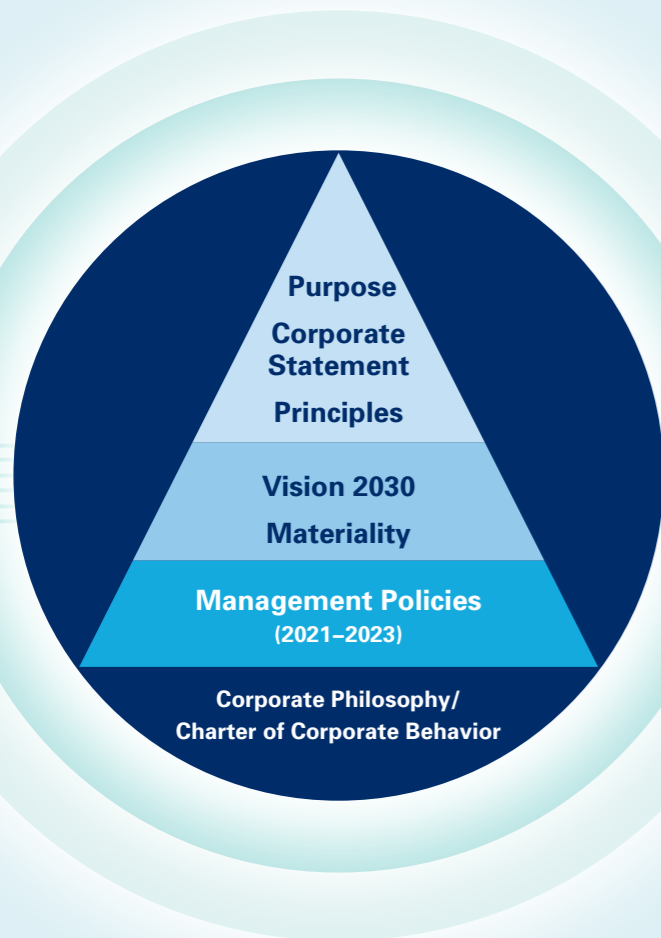 Purpose
Corporate
Statement
Principles
Vision 2030
Materiality
Management Policies
(2021–2023)
Corporate Philosophy/
Charter of Corporate Behavior